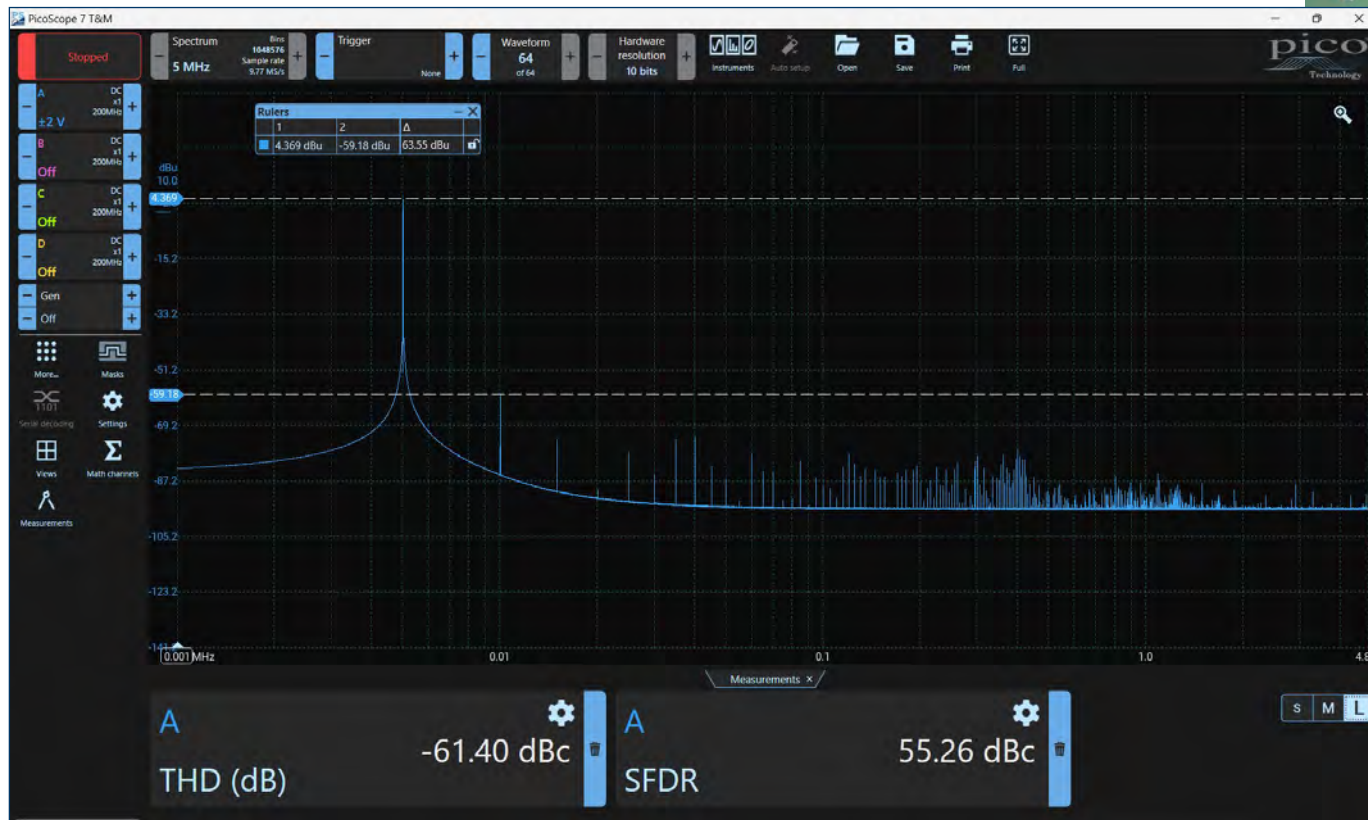 PicoScope 7 T&M
Stopped
Spectrum
5 MHz
Bins
1048576
Sample rate
9.77 MS/s
Trigger
None
Waveform
64
of 64
Hardware
resolution
10 bits
Instruments
Auto setup
Open
Save
Print
Full
pico
Technology
A
DC
x1
200MHz
±2 V
B
DC
x1
200MHz
Off
C
DC
x1
200MHz
Off
D
DC
x1
200MHz
Off
Gen
Off
More...
Masks
1101
Serial decoding
Settings
Views
Math channels
Measurements
Rulers
1 2 Δ
4.369 dBu -59.18 dBu 63.55 dBu
dBu
10.0
4.369
-15.2
-33.2
-51.2
-59.18
-69.2
-87.2
-105.2
-123.2
0.001 MHz
0.01
0.1
1.0
4.8
Measurements ×
A
-61.40 dBc
THD (dB)
A
55.26 dBc
SFDR
S M L